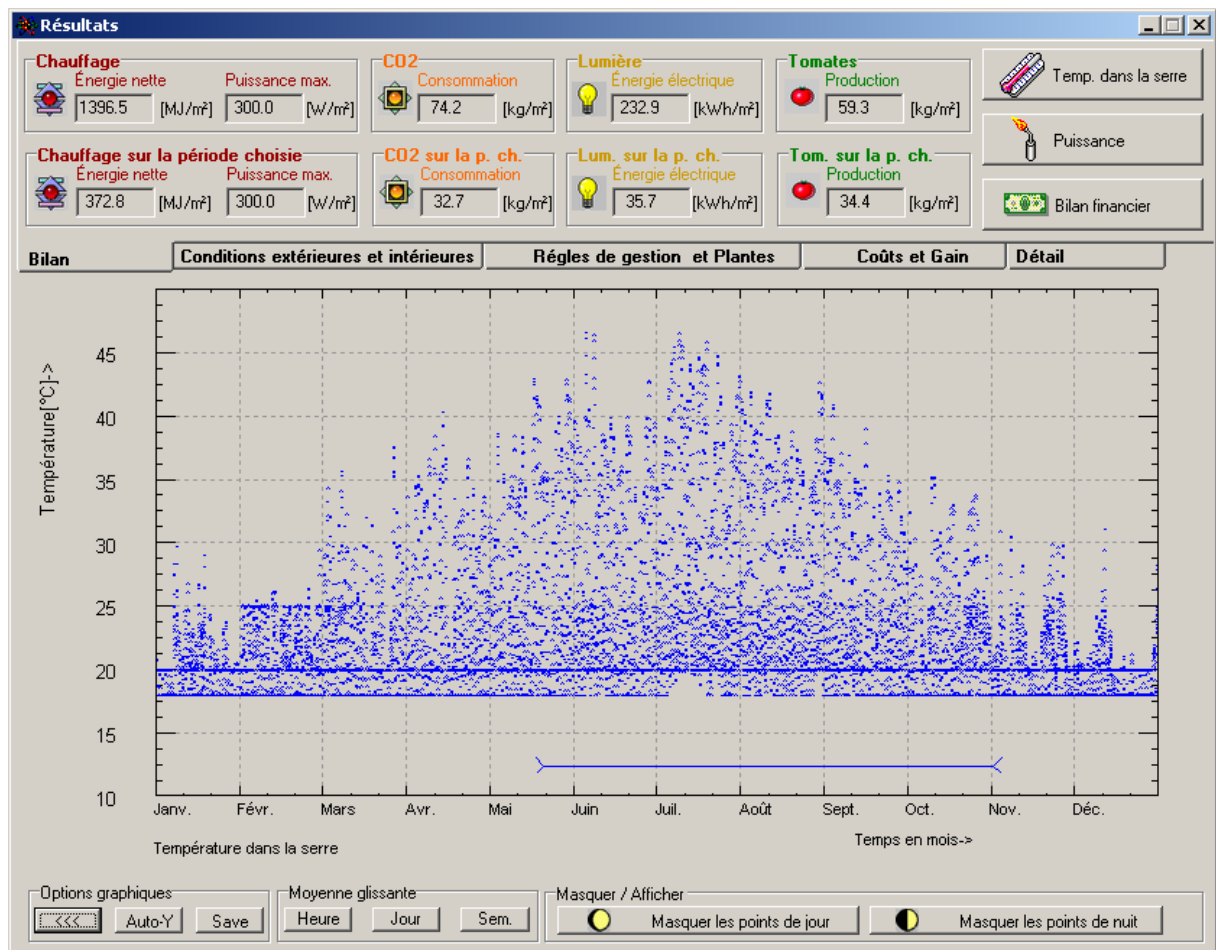 Résultats
Chauffage
Énergie nette Puissance max.
1396.5 [MJ/m²] 300.0 [W/m²]
CO2
Consommation
74.2 [kg/m²]
Lumière
Énergie électrique
232.9 [kWh/m²]
Tomates
Production
59.3 [kg/m²]
Temp. dans la serre
Puissance
Chauffage sur la période choisie
Énergie nette Puissance max.
372.8 [MJ/m²] 300.0 [W/m²]
CO2 sur la p. ch.
Consommation
32.7 [kg/m²]
Lum. sur la p. ch.
Énergie électrique
35.7 [kWh/m²]
Tom. sur la p. ch.
Production
34.4 [kg/m²]
Bilan financier
Bilan Conditions extérieures et intérieures Régles de gestion et Plantes Coûts et Gain Détail
Température[°C]->
45
40
35
30
25
20
15
10
Janv. Févr. Mars Avr. Mai Juin Juil. Août Sept. Oct. Nov. Déc.
Température dans la serre
Temps en mois->
Options graphiques
<<< Auto-Y Save
Moyenne glissante
Heure Jour Sem.
Masquer / Afficher
Masquer les points de jour Masquer les points de nuit